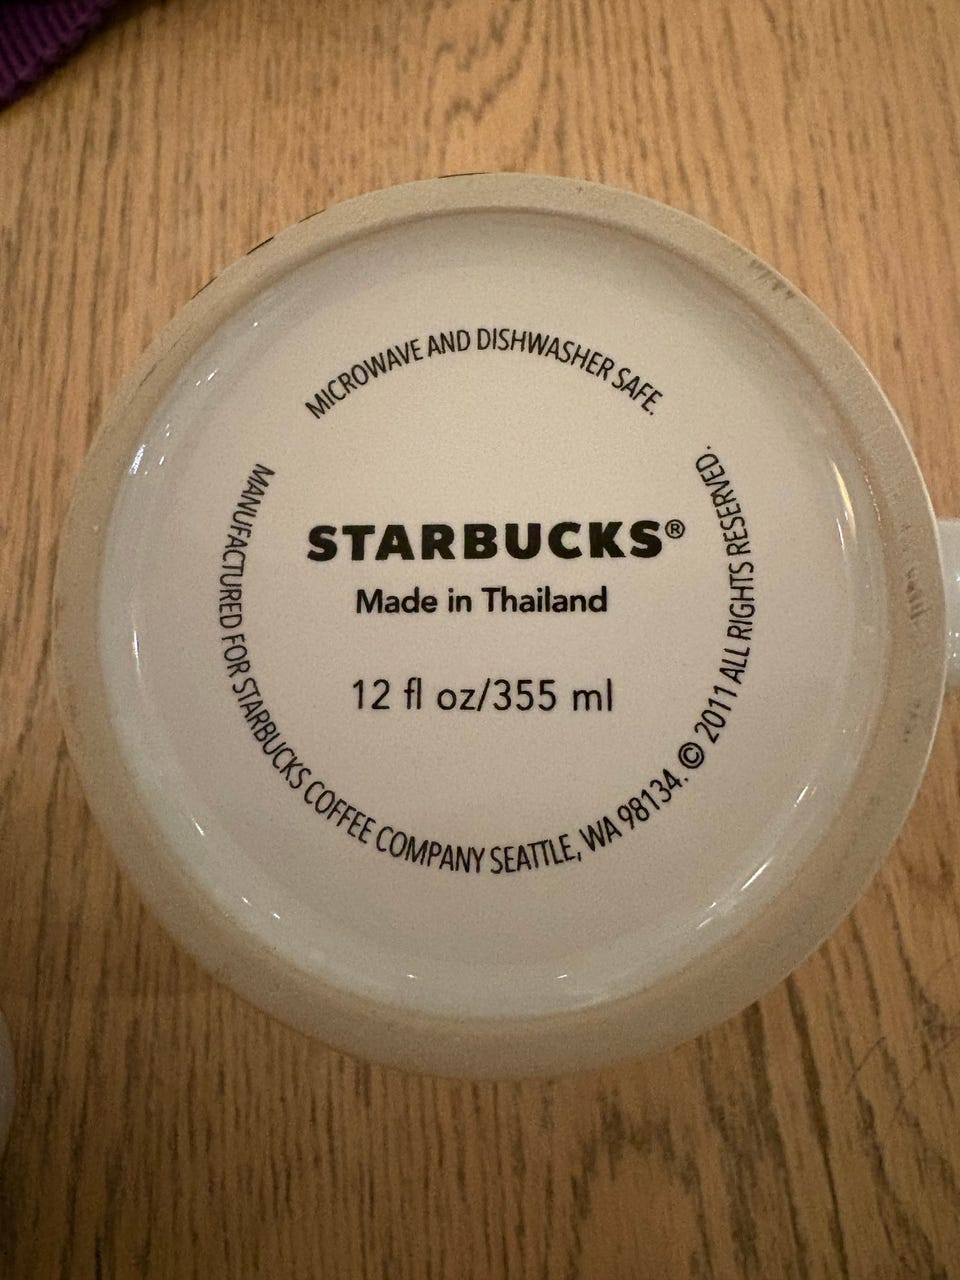 MICROWAVE AND DISHWASHER SAFE.
STARBUCKS®
Made in Thailand
12 fl oz/355 ml
MANUFACTURED FOR STARBUCKS COFFEE COMPANY SEATTLE, WA 98134. © 2011 ALL RIGHTS RESERVED.